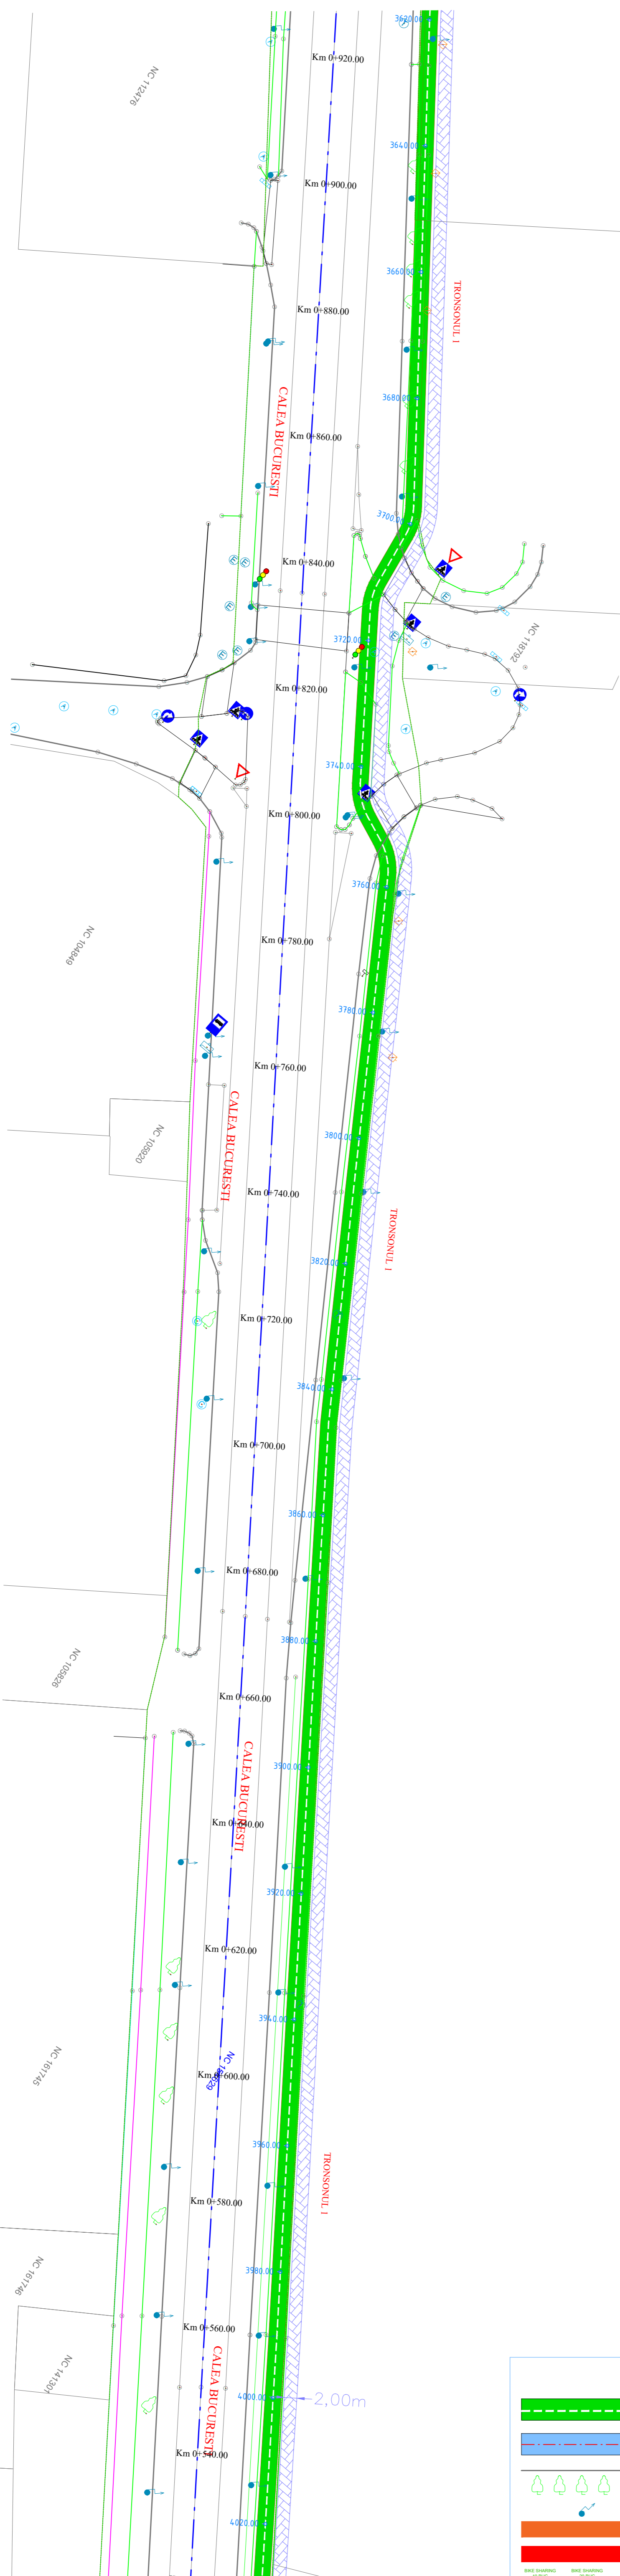 3620.00
Km 0+920.00
NC 112476
3640.00
Km 0+900.00
3660.00
Km 0+880.00
TRONSONUL 1
3680.00
CALEA BUCURESTI
Km 0+860.00
3700.00
Km 0+840.00
3720.00
NC 118792
Km 0+820.00
3740.00
Km 0+800.00
3760.00
NC 104849
Km 0+780.00
3780.00
Km 0+760.00
CALEA BUCURESTI
3800.00
NC 105920
Km 0+740.00
TRONSONUL 1
3820.00
Km 0+720.00
3840.00
Km 0+700.00
3860.00
Km 0+680.00
3880.00
NC 105826
Km 0+660.00
3900.00
CALEA BUCURESTI
Km 0+640.00
3920.00
Km 0+620.00
3940.00
NC 161745
Km 0+600.00
3960.00
TRONSONUL 1
Km 0+580.00
3980.00
NC 161746
Km 0+560.00
NC 141301
CALEA BUCURESTI
4000.00
2,00m
Km 0+540.00
4020.00
BIKE SHARING BIKE SHARING